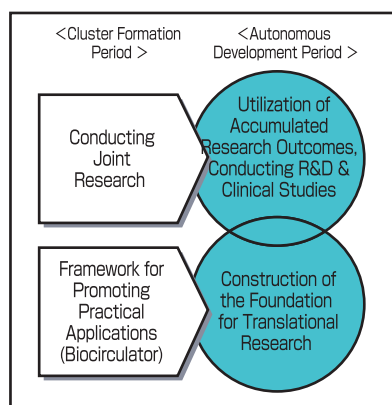 <Cluster Formation
Period >
<Autonomous
Development Period >
Conducting
Joint
Research
Utilization of
Accumulated
Research Outcomes,
Conducting R&D &
Clinical Studies
Framework for
Promoting
Practical
Applications
(Biocirculator)
Construction of
the Foundation
for Translational
Research